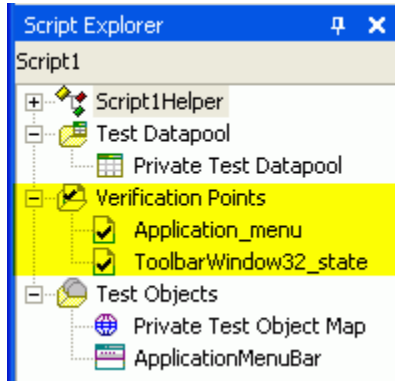 Script Explorer
Script1
Script1Helper
Test Datapool
Private Test Datapool
Verification Points
Application_menu
ToolbarWindow32_state
Test Objects
Private Test Object Map
ApplicationMenuBar